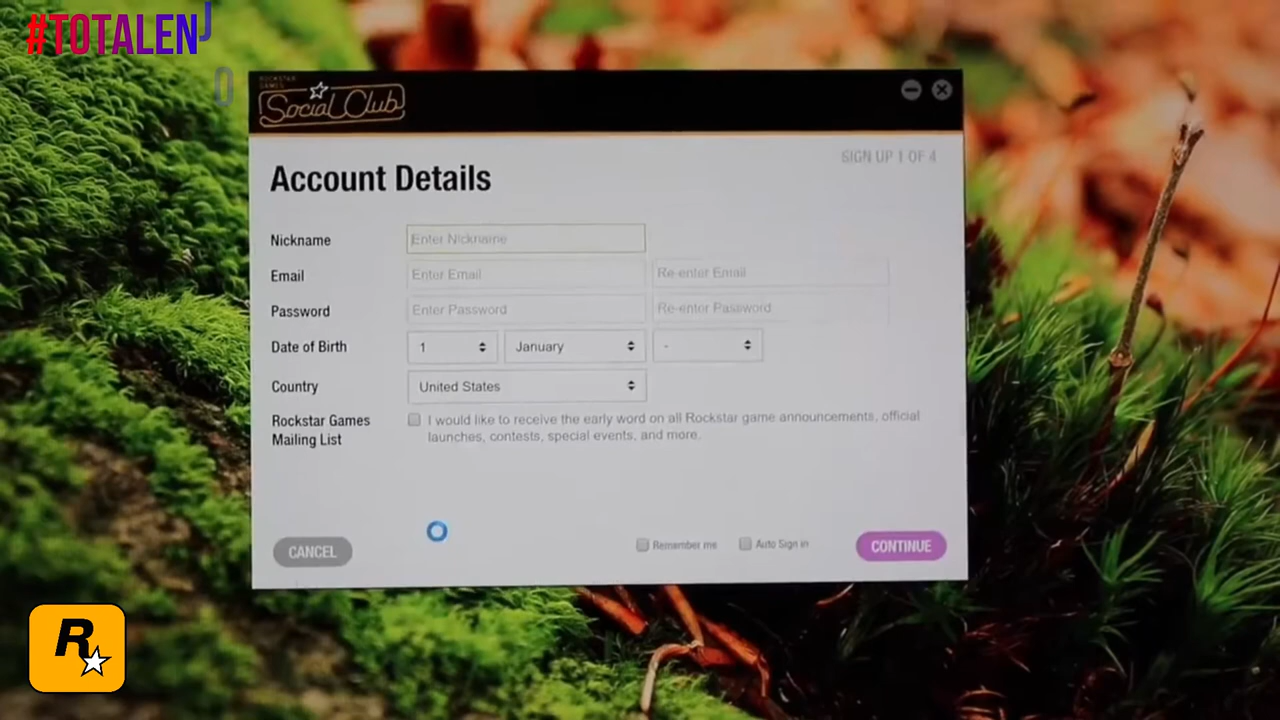 #TOTALENJ
O
ROCKSTAR
GAMES
Social Club
SIGN UP 1 OF 4
Account Details
Nickname Enter Nickname
Email Enter Email Re-enter Email
Password Enter Password Re-enter Password
Date of Birth 1 January -
Country United States
Rockstar Games I would like to receive the early word on all Rockstar game announcements, official
Mailing List launches, contests, special events, and more.
CANCEL Remember me Auto Sign in CONTINUE
R